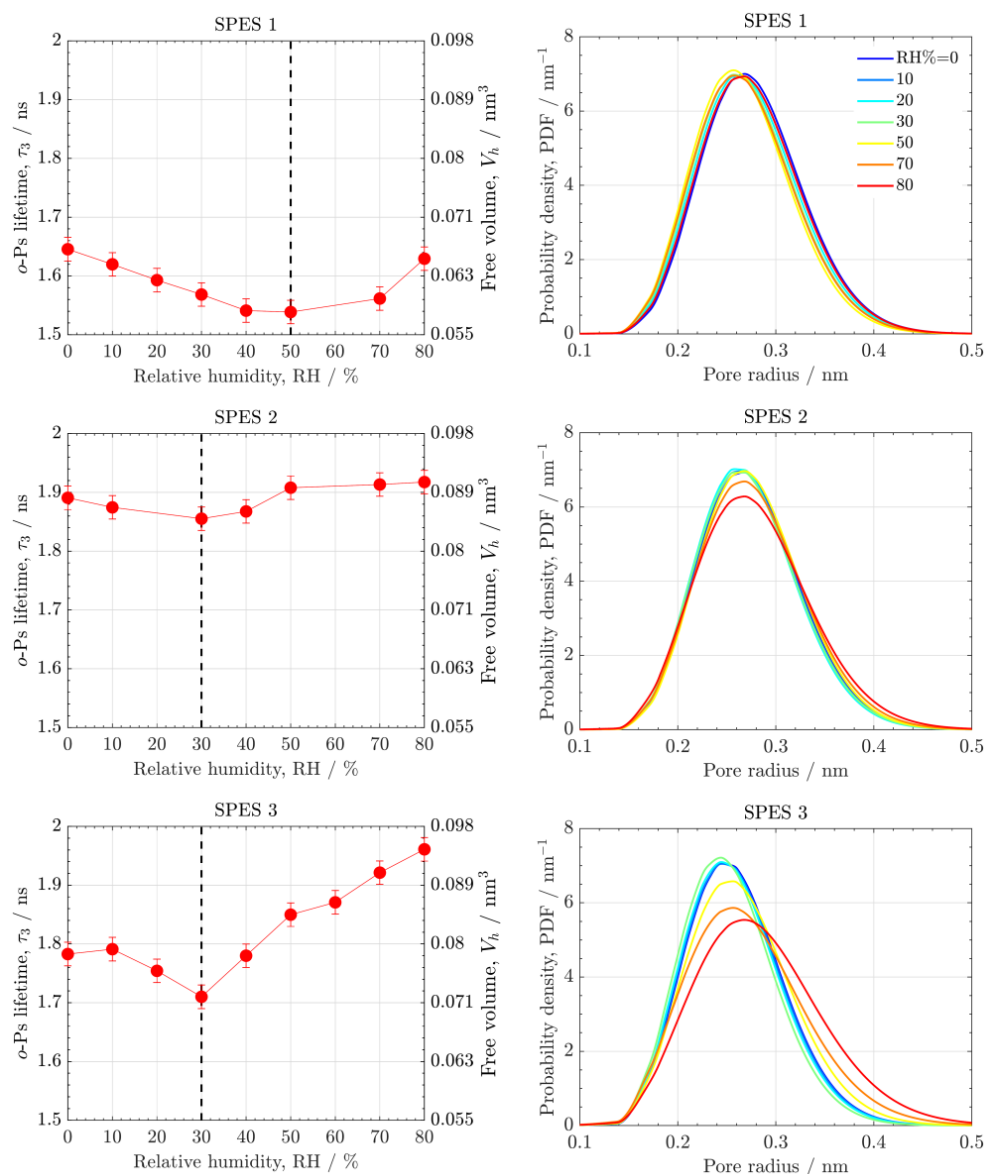 SPES 1
2
1.9
1.8
1.7
1.6
1.5
o-Ps lifetime, τ3 / ns
0.098
0.089
0.08
0.071
0.063
0.055
Free volume, Vh / nm3
0 10 20 30 40 50 60 70 80
Relative humidity, RH / %
SPES 1
8
6
4
2
0
Probability density, PDF / nm−1
RH%=0
10
20
30
50
70
80
0.1 0.2 0.3 0.4 0.5
Pore radius / nm
SPES 2
2
1.9
1.8
1.7
1.6
1.5
o-Ps lifetime, τ3 / ns
0.098
0.089
0.08
0.071
0.063
0.055
Free volume, Vh / nm3
0 10 20 30 40 50 60 70 80
Relative humidity, RH / %
SPES 2
8
6
4
2
0
Probability density, PDF / nm−1
0.1 0.2 0.3 0.4 0.5
Pore radius / nm
SPES 3
2
1.9
1.8
1.7
1.6
1.5
o-Ps lifetime, τ3 / ns
0.098
0.089
0.08
0.071
0.063
0.055
Free volume, Vh / nm3
0 10 20 30 40 50 60 70 80
Relative humidity, RH / %
SPES 3
8
6
4
2
0
Probability density, PDF / nm−1
0.1 0.2 0.3 0.4 0.5
Pore radius / nm